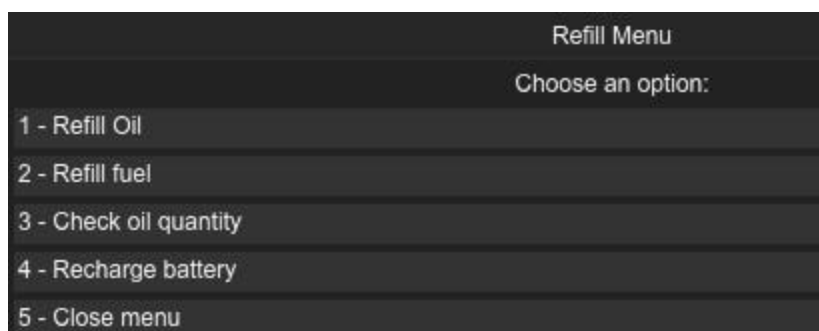 Refill Menu
Choose an option:
1 - Refill Oil
2 - Refill fuel
3 - Check oil quantity
4 - Recharge battery
5 - Close menu